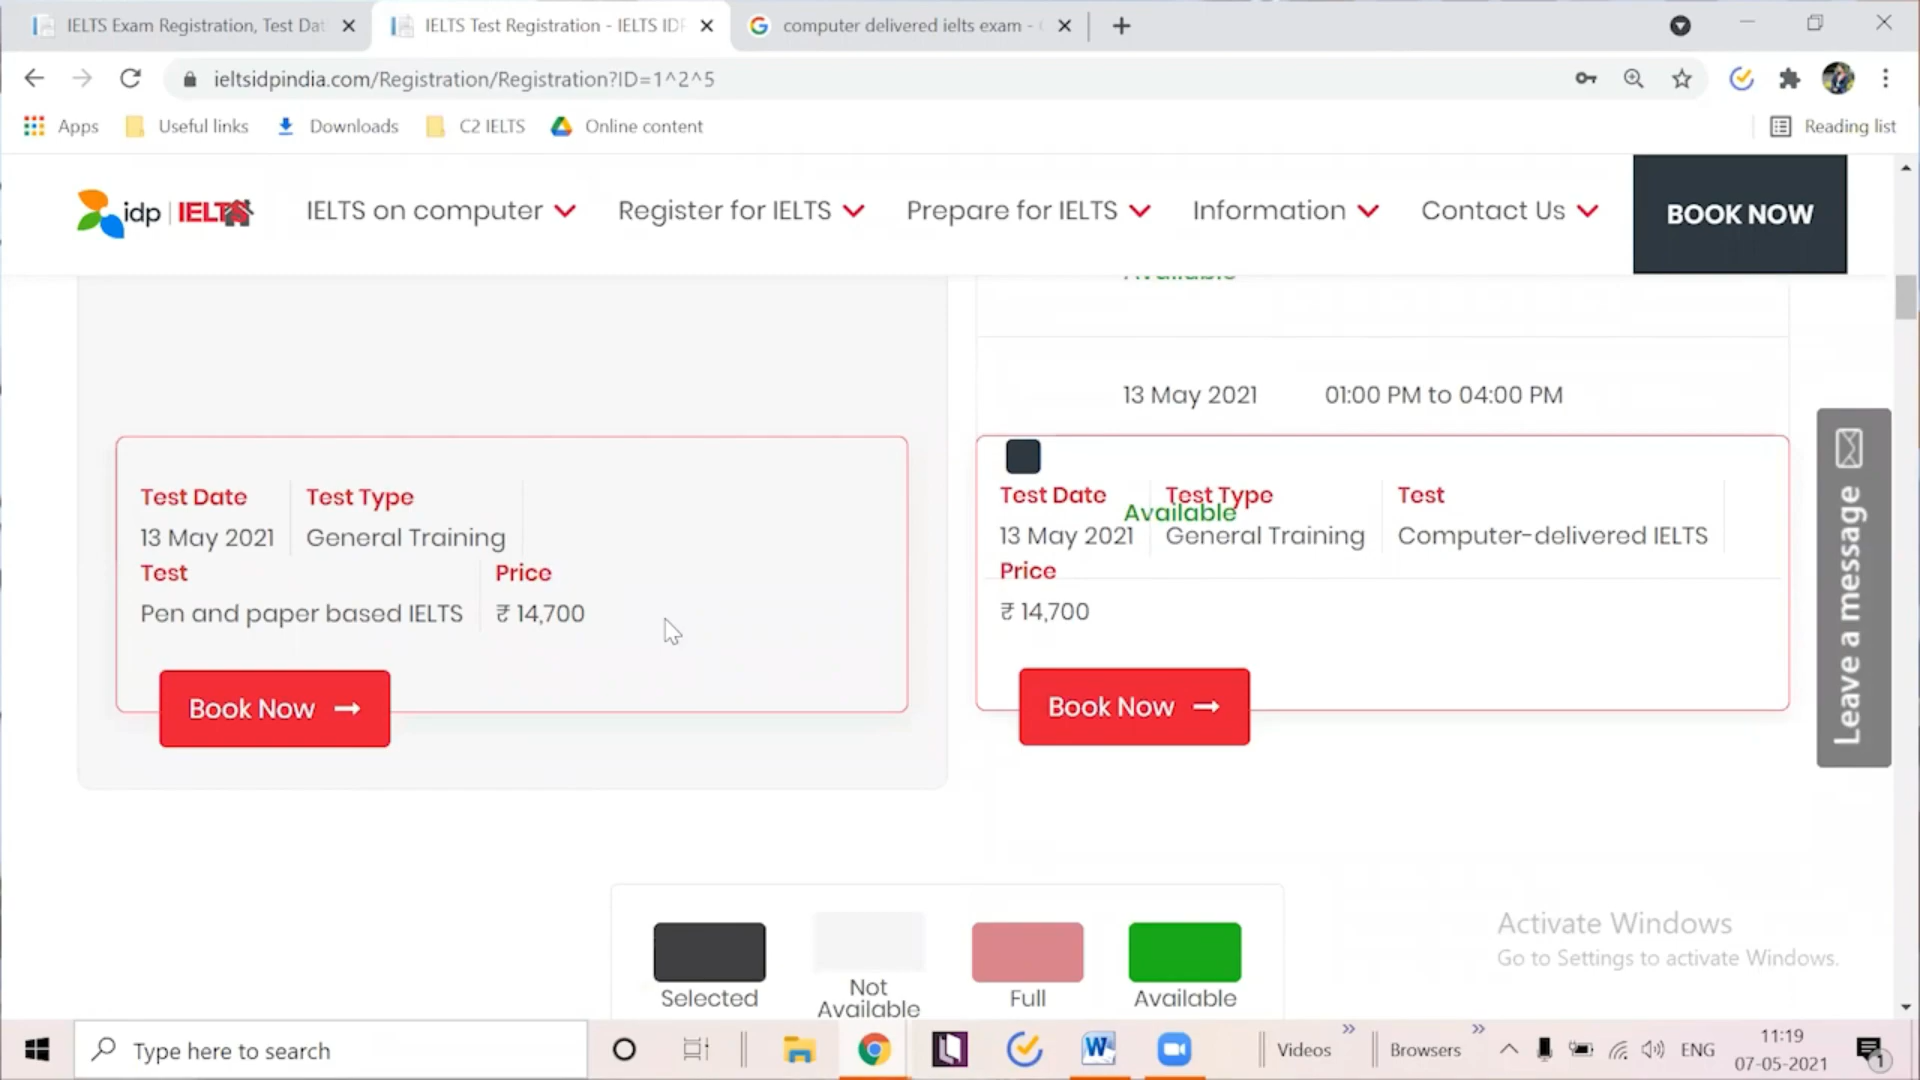 IELTS Exam Registration, Test Dat
IELTS Test Registration - IELTS IDP
computer delivered ielts exam -
ieltsidpindia.com/Registration/Registration?ID=1^2^5
Apps
Useful links
Downloads
C2 IELTS
Online content
Reading list
idp IELTS
IELTS on computer
Register for IELTS
Prepare for IELTS
Information
Contact Us
BOOK NOW
Available
13 May 2021 01:00 PM to 04:00 PM
Available
Test Date Test Type
13 May 2021 General Training
Test Price
Pen and paper based IELTS ₹ 14,700
Book Now
Test Date Test Type Test
13 May 2021 General Training Computer-delivered IELTS
Price
₹ 14,700
Book Now
Leave a message
Selected
Not
Available
Full
Available
Activate Windows
Go to Settings to activate Windows.
Type here to search
Videos
Browsers
ENG
11:19
07-05-2021
1